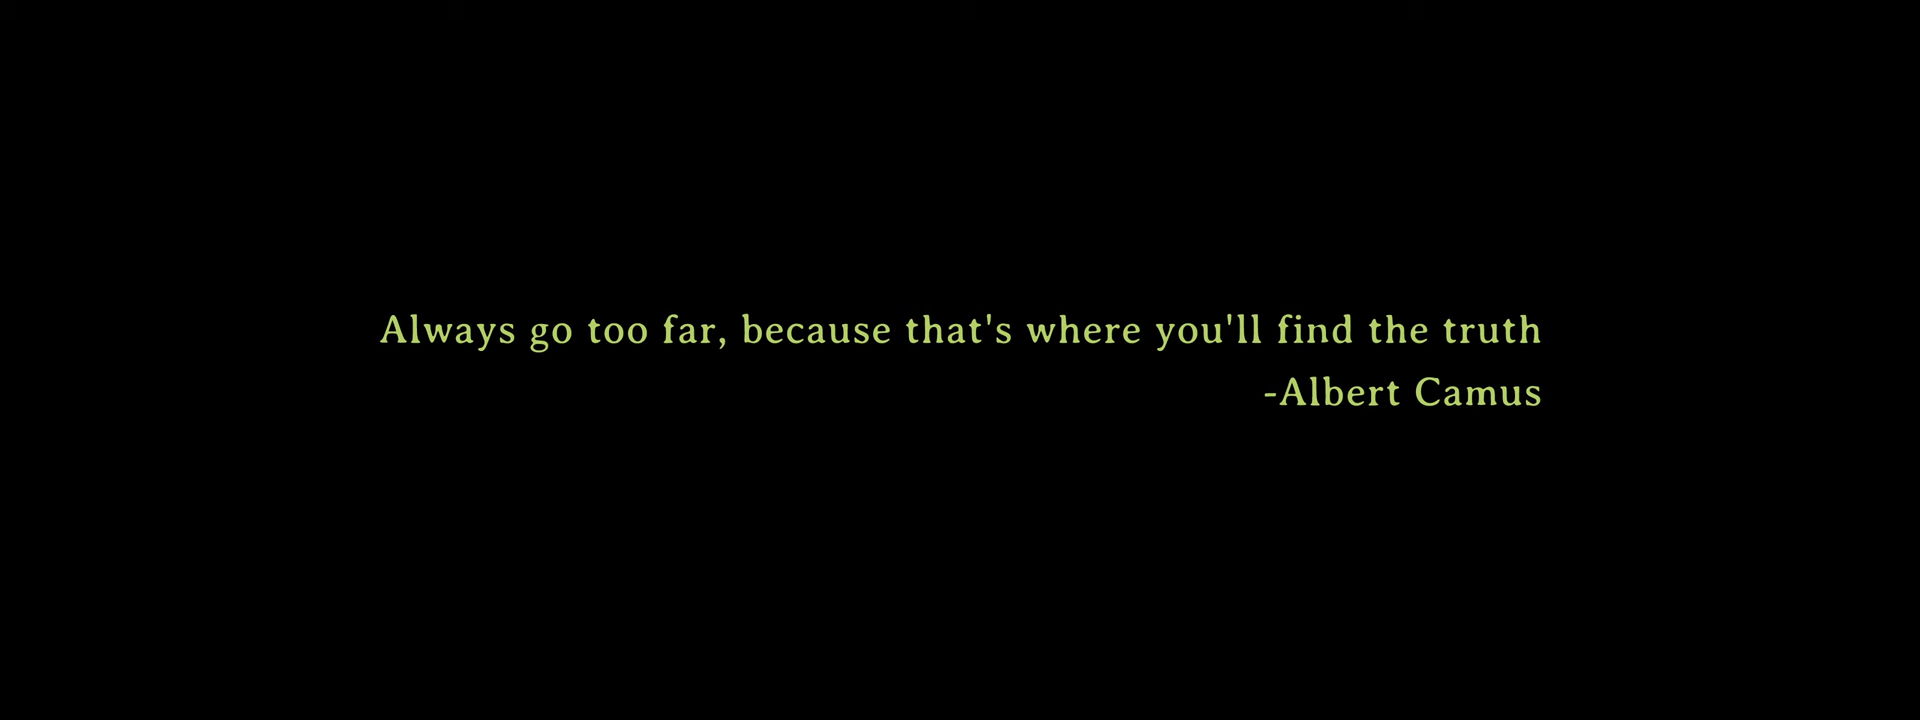 Always go too far, because that's where you'll find the truth
-Albert Camus